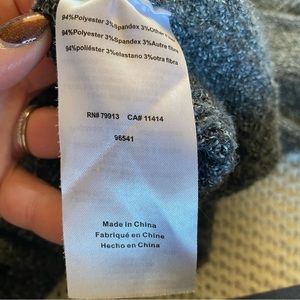 94%Polyester 3%Spandex 3%Other
94%Polyester 3%Spandex 3%Autre fibre
94%poliéster 3%elastano 3%otra fibra
RN# 79913 CA# 11414
96541
Made in China
Fabriqué en Chine
Hecho en China